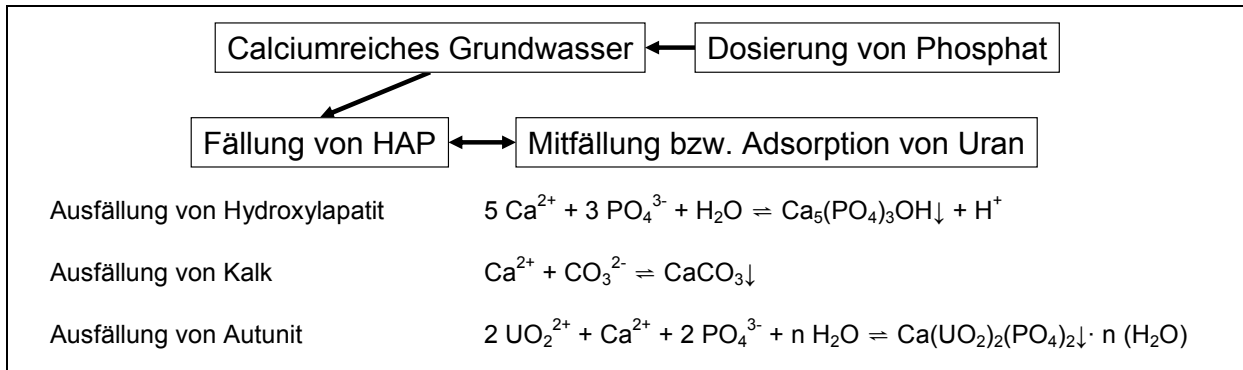 Calciumreiches Grundwasser Dosierung von Phosphat
Fällung von HAP Mitfällung bzw. Adsorption von Uran
Ausfällung von Hydroxylapatit 5 Ca²⁺ + 3 PO₄³⁻ + H₂O ⇌ Ca₅(PO₄)₃OH↓ + H⁺
Ausfällung von Kalk Ca²⁺ + CO₃²⁻ ⇌ CaCO₃↓
Ausfällung von Autunit 2 UO₂²⁺ + Ca²⁺ + 2 PO₄³⁻ + n H₂O ⇌ Ca(UO₂)₂(PO₄)₂↓· n (H₂O)